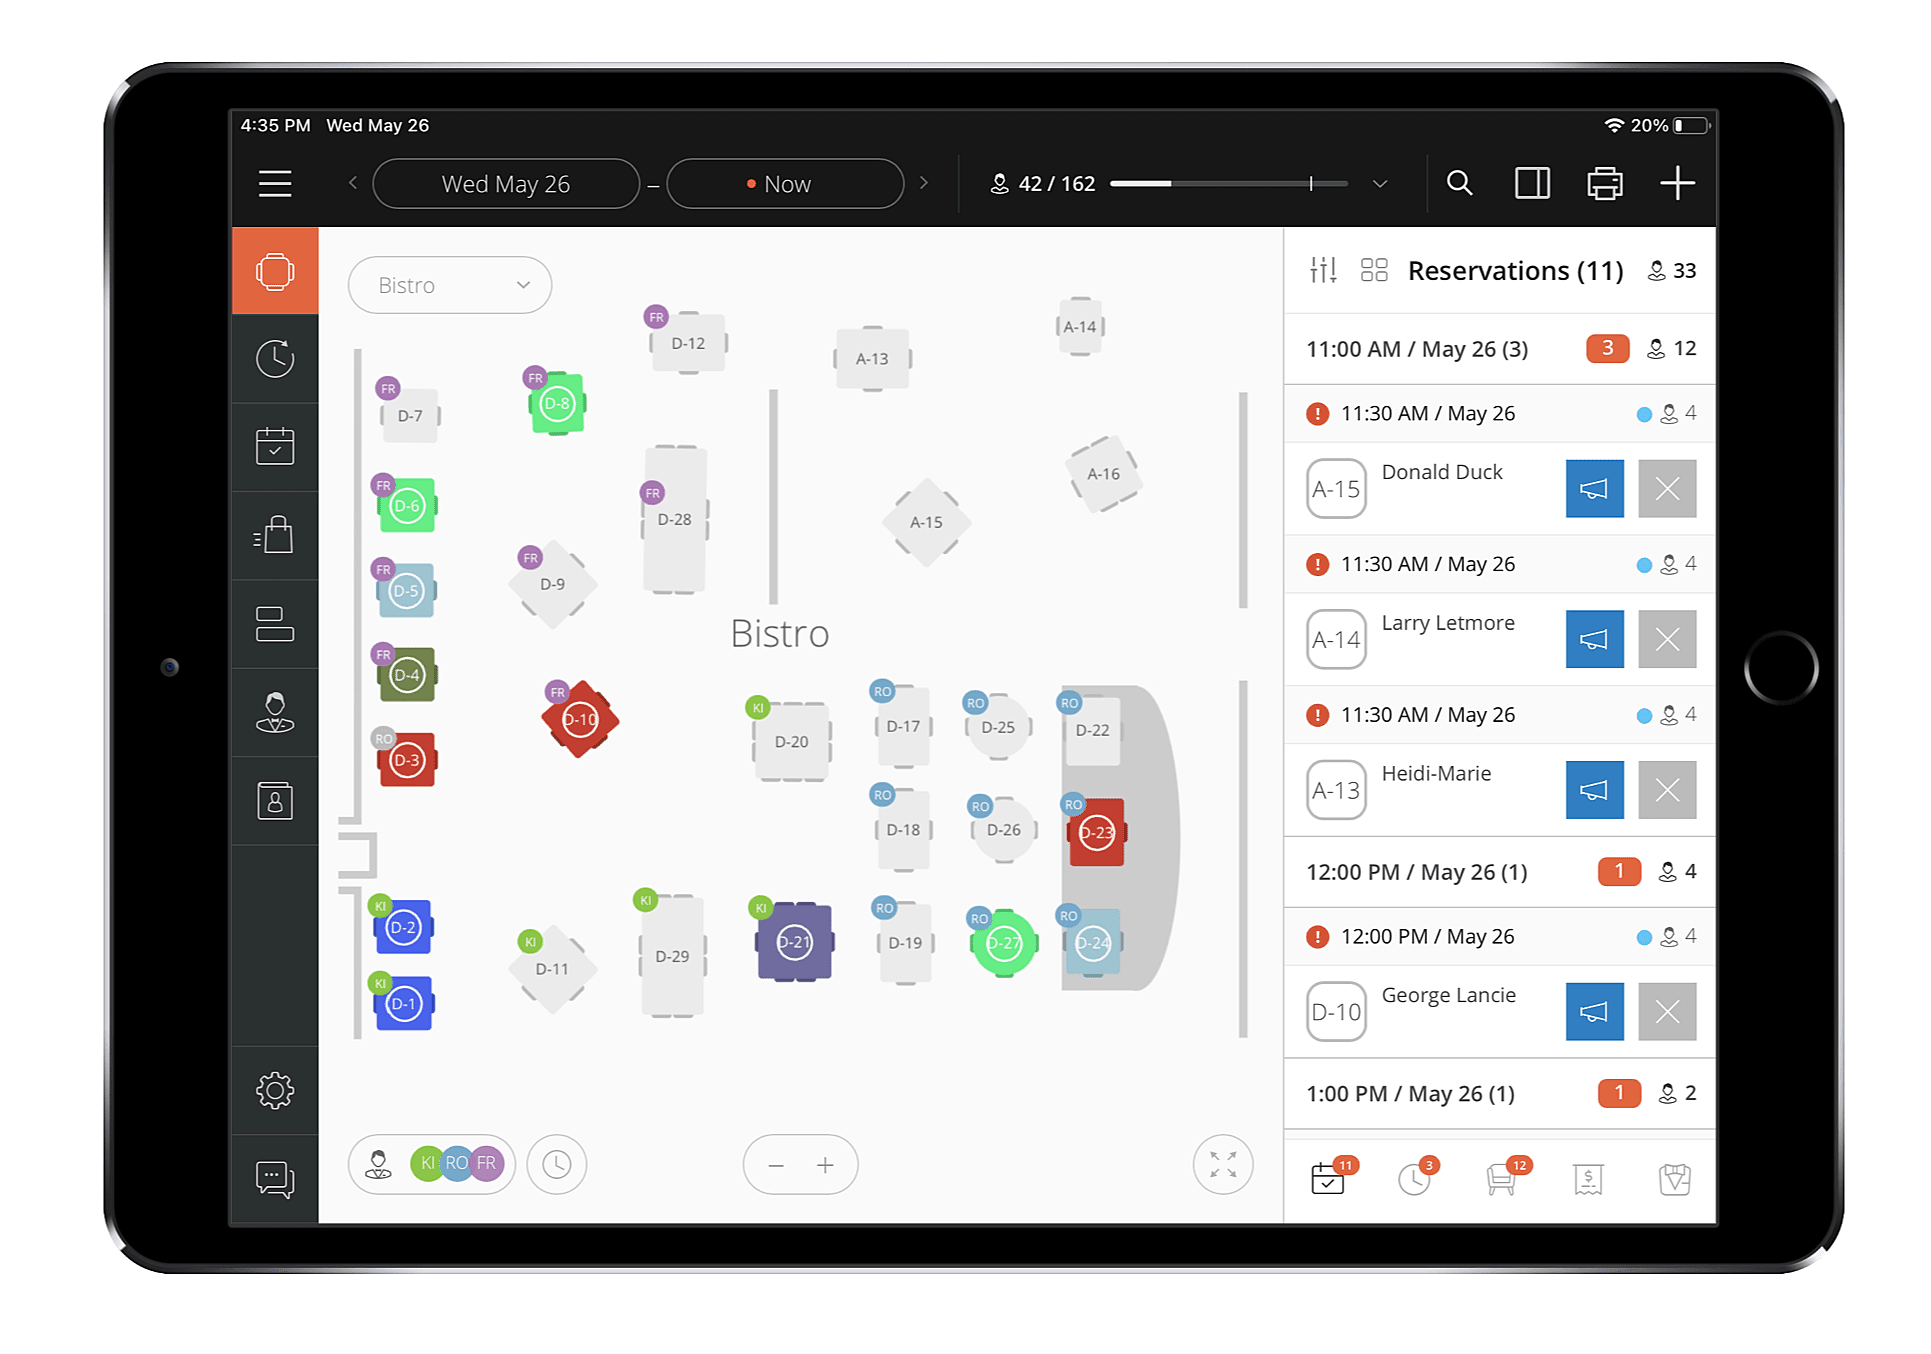 4:35 PM Wed May 26
20%
Wed May 26 – Now
42 / 162
Bistro
Reservations (11) 33
11:00 AM / May 26 (3) 3 12
! 11:30 AM / May 26 4
A-15 Donald Duck
! 11:30 AM / May 26 4
A-14 Larry Letmore
! 11:30 AM / May 26 4
A-13 Heidi-Marie
12:00 PM / May 26 (1) 1 4
! 12:00 PM / May 26 4
D-10 George Lancie
1:00 PM / May 26 (1) 1 2
11 3 12
$
FR D-12
A-13
A-14
FR D-7
FR D-8
A-16
FR D-6
FR D-28
A-15
FR D-5
FR D-9
Bistro
FR D-4
FR D-10
RO D-3
KI D-20
RO D-17
RO D-25
RO D-22
RO D-18
RO D-26
RO D-23
KI D-2
KI D-11
KI D-29
KI D-21
RO D-19
RO D-27
RO D-24
KI D-1
KI RO FR
− +